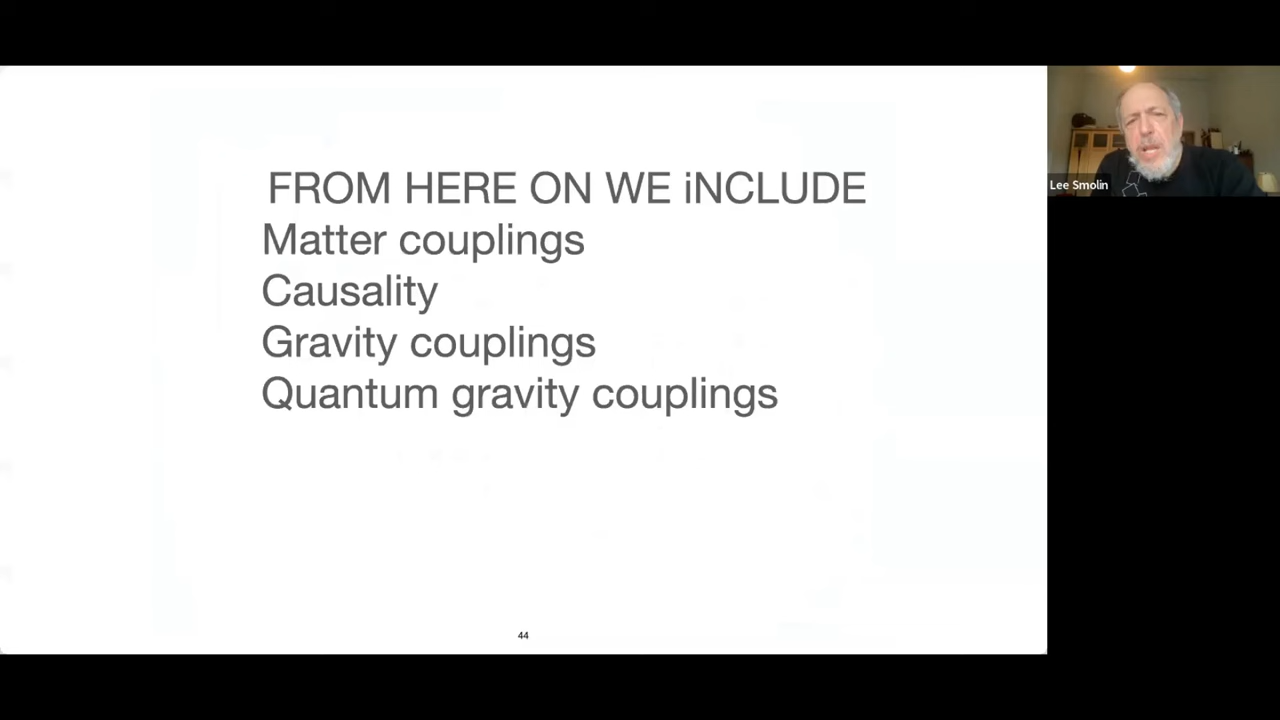 FROM HERE ON WE iNCLUDE
Matter couplings
Causality
Gravity couplings
Quantum gravity couplings
44
Lee Smolin